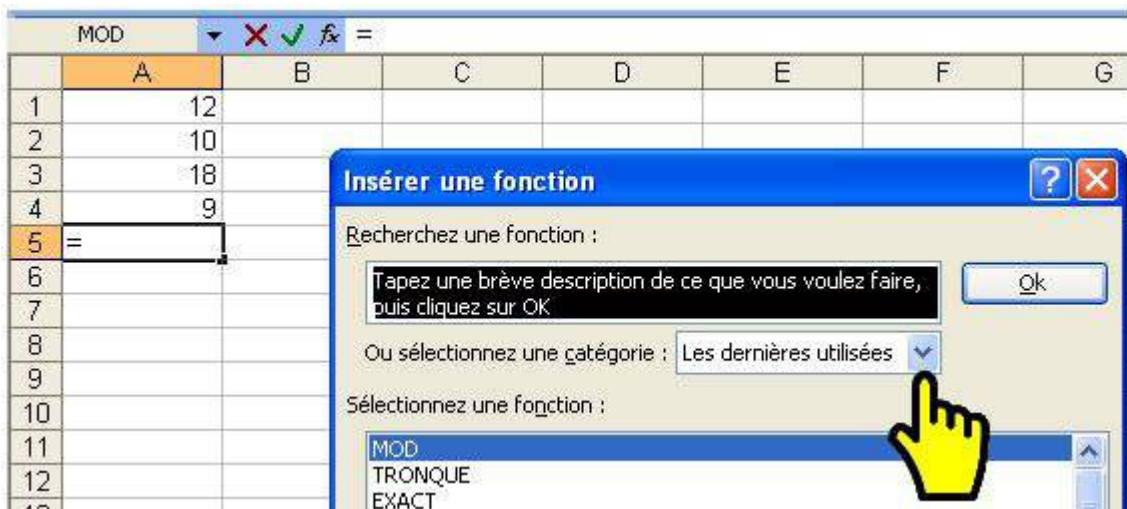 MOD fx =
A B C D E F G
1 12
2 10
3 18
4 9
5 =
6
7
8
9
10
11
12
Insérer une fonction
Recherchez une fonction :
Tapez une brève description de ce que vous voulez faire,
puis cliquez sur OK
Ok
Ou sélectionnez une catégorie : Les dernières utilisées
Sélectionnez une fonction :
MOD
TRONQUE
EXACT